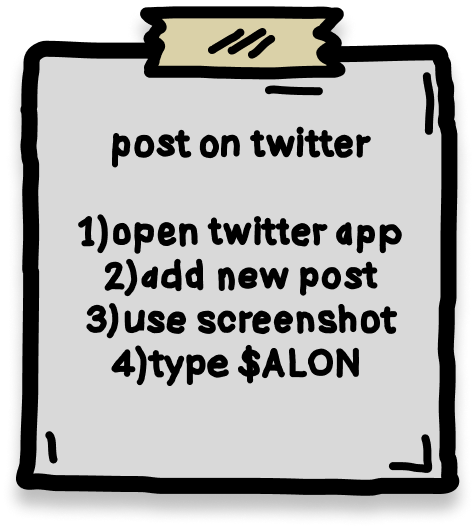 post on twitter
1)open twitter app
2)add new post
3)use screenshot
4)type $ALON